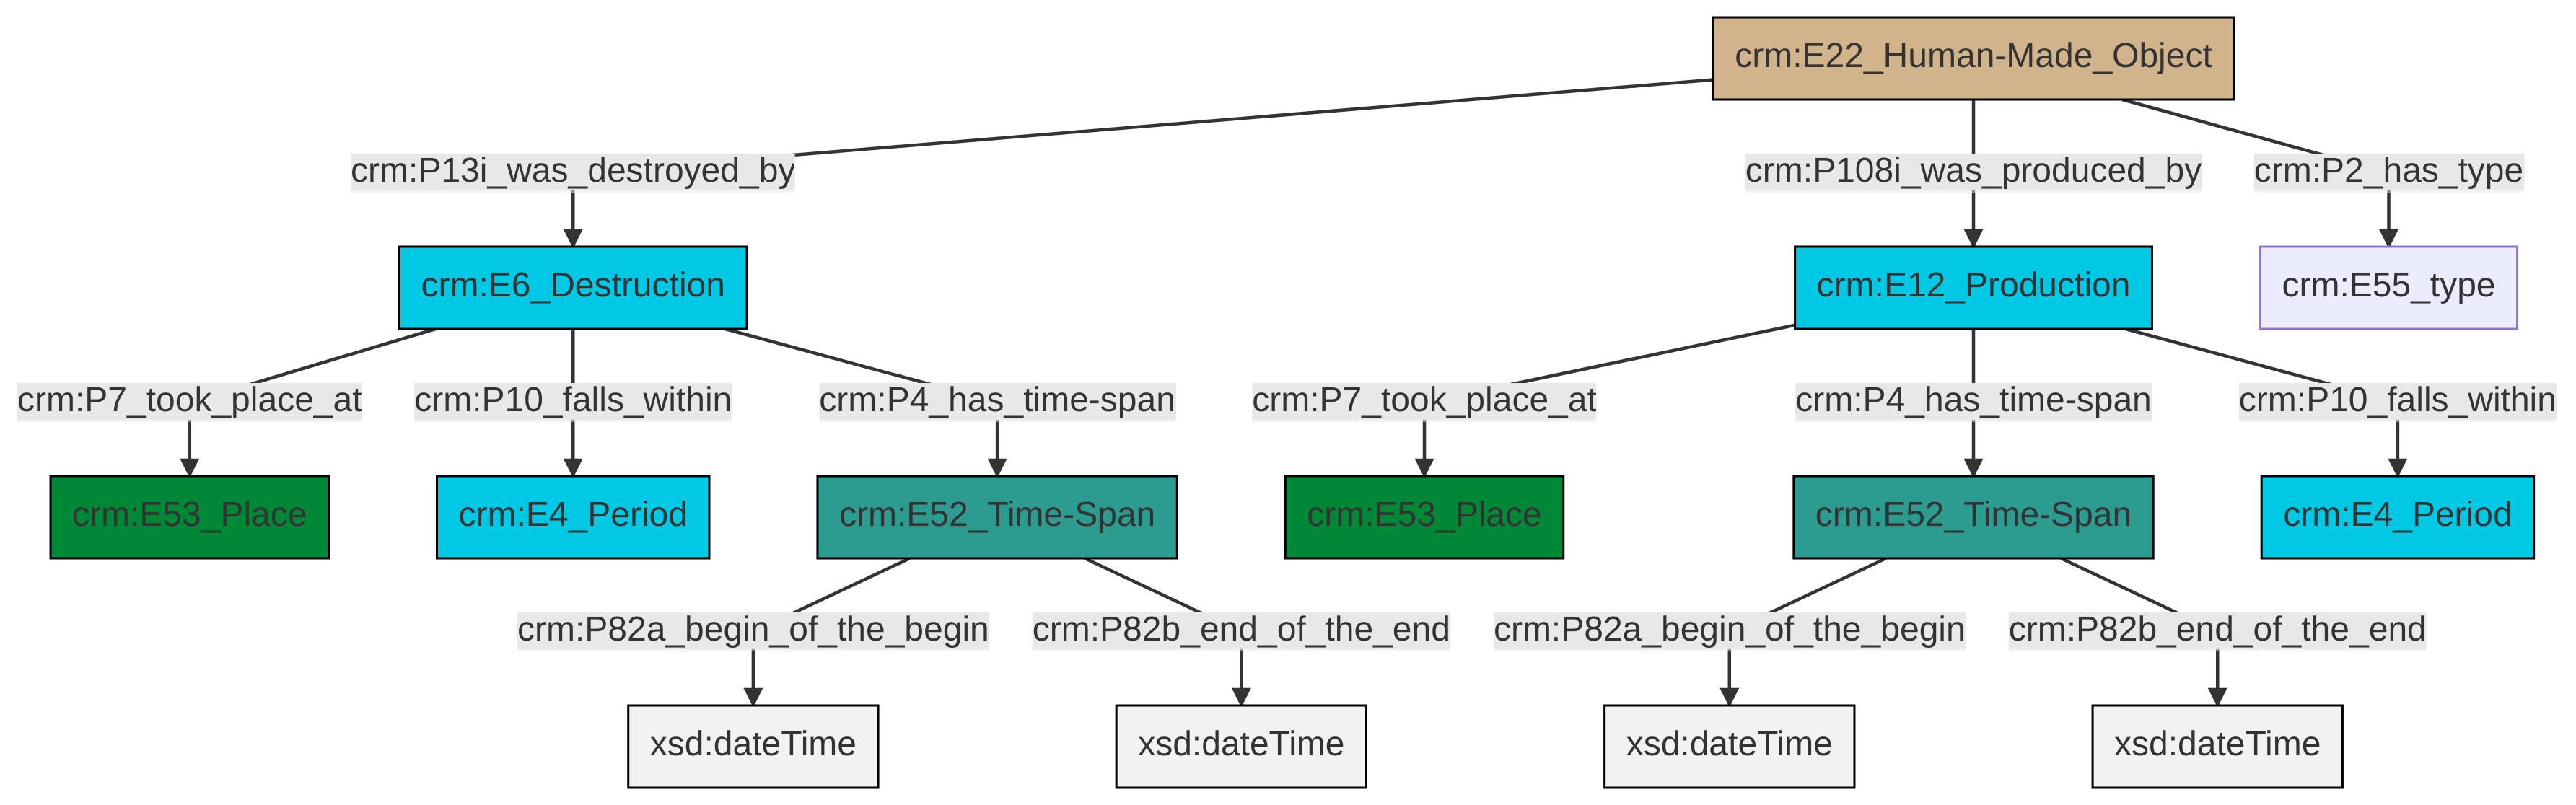 crm:E22_Human-Made_Object
crm:P13i_was_destroyed_by
crm:P108i_was_produced_by
crm:P2_has_type
crm:E6_Destruction
crm:E12_Production
crm:E55_type
crm:P7_took_place_at
crm:P10_falls_within
crm:P4_has_time-span
crm:P7_took_place_at
crm:P4_has_time-span
crm:P10_falls_within
crm:E53_Place
crm:E4_Period
crm:E52_Time-Span
crm:E53_Place
crm:E52_Time-Span
crm:E4_Period
crm:P82a_begin_of_the_begin
crm:P82b_end_of_the_end
crm:P82a_begin_of_the_begin
crm:P82b_end_of_the_end
xsd:dateTime
xsd:dateTime
xsd:dateTime
xsd:dateTime